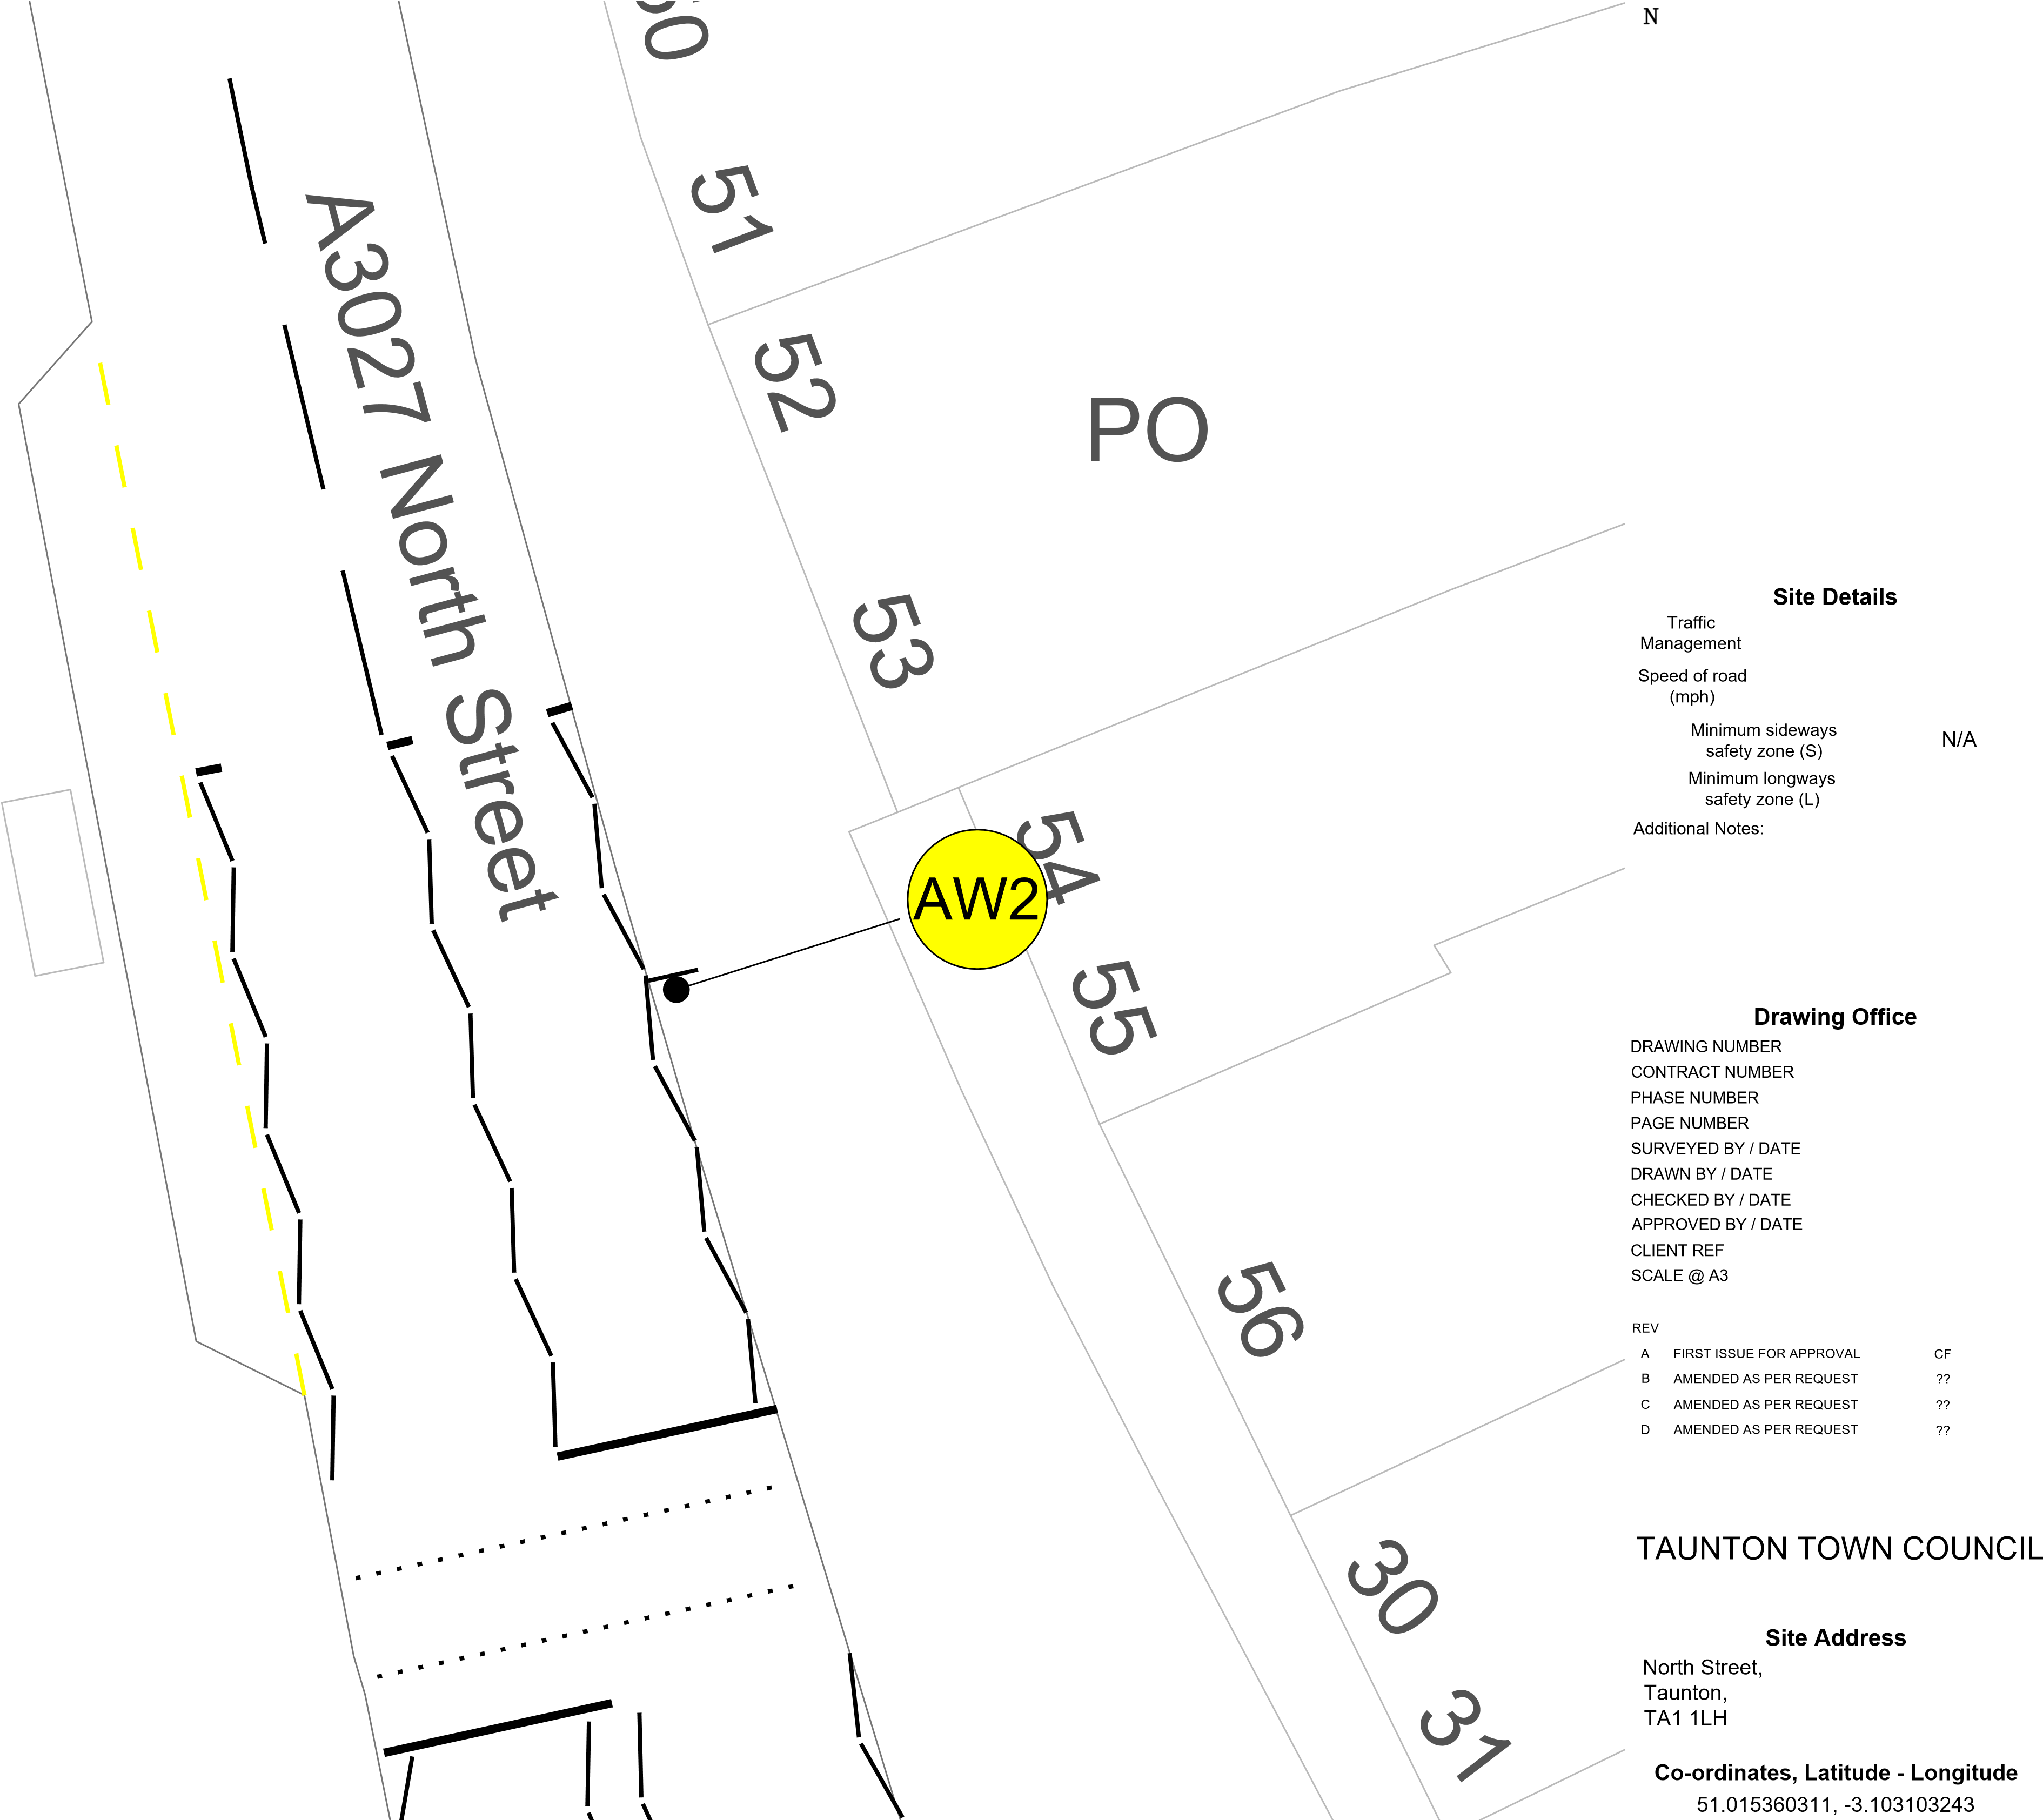 N
51
A3027 North Street
52
PO
53
54
AW2
55
56
30
31
Site Details
Traffic
Management
Speed of road
(mph)
Minimum sideways
safety zone (S)
N/A
Minimum longways
safety zone (L)
Additional Notes:
Drawing Office
DRAWING NUMBER
CONTRACT NUMBER
PHASE NUMBER
PAGE NUMBER
SURVEYED BY / DATE
DRAWN BY / DATE
CHECKED BY / DATE
APPROVED BY / DATE
CLIENT REF
SCALE @ A3
REV
A FIRST ISSUE FOR APPROVAL CF
B AMENDED AS PER REQUEST ??
C AMENDED AS PER REQUEST ??
D AMENDED AS PER REQUEST ??
TAUNTON TOWN COUNCIL
Site Address
North Street,
Taunton,
TA1 1LH
Co-ordinates, Latitude - Longitude
51.015360311, -3.103103243